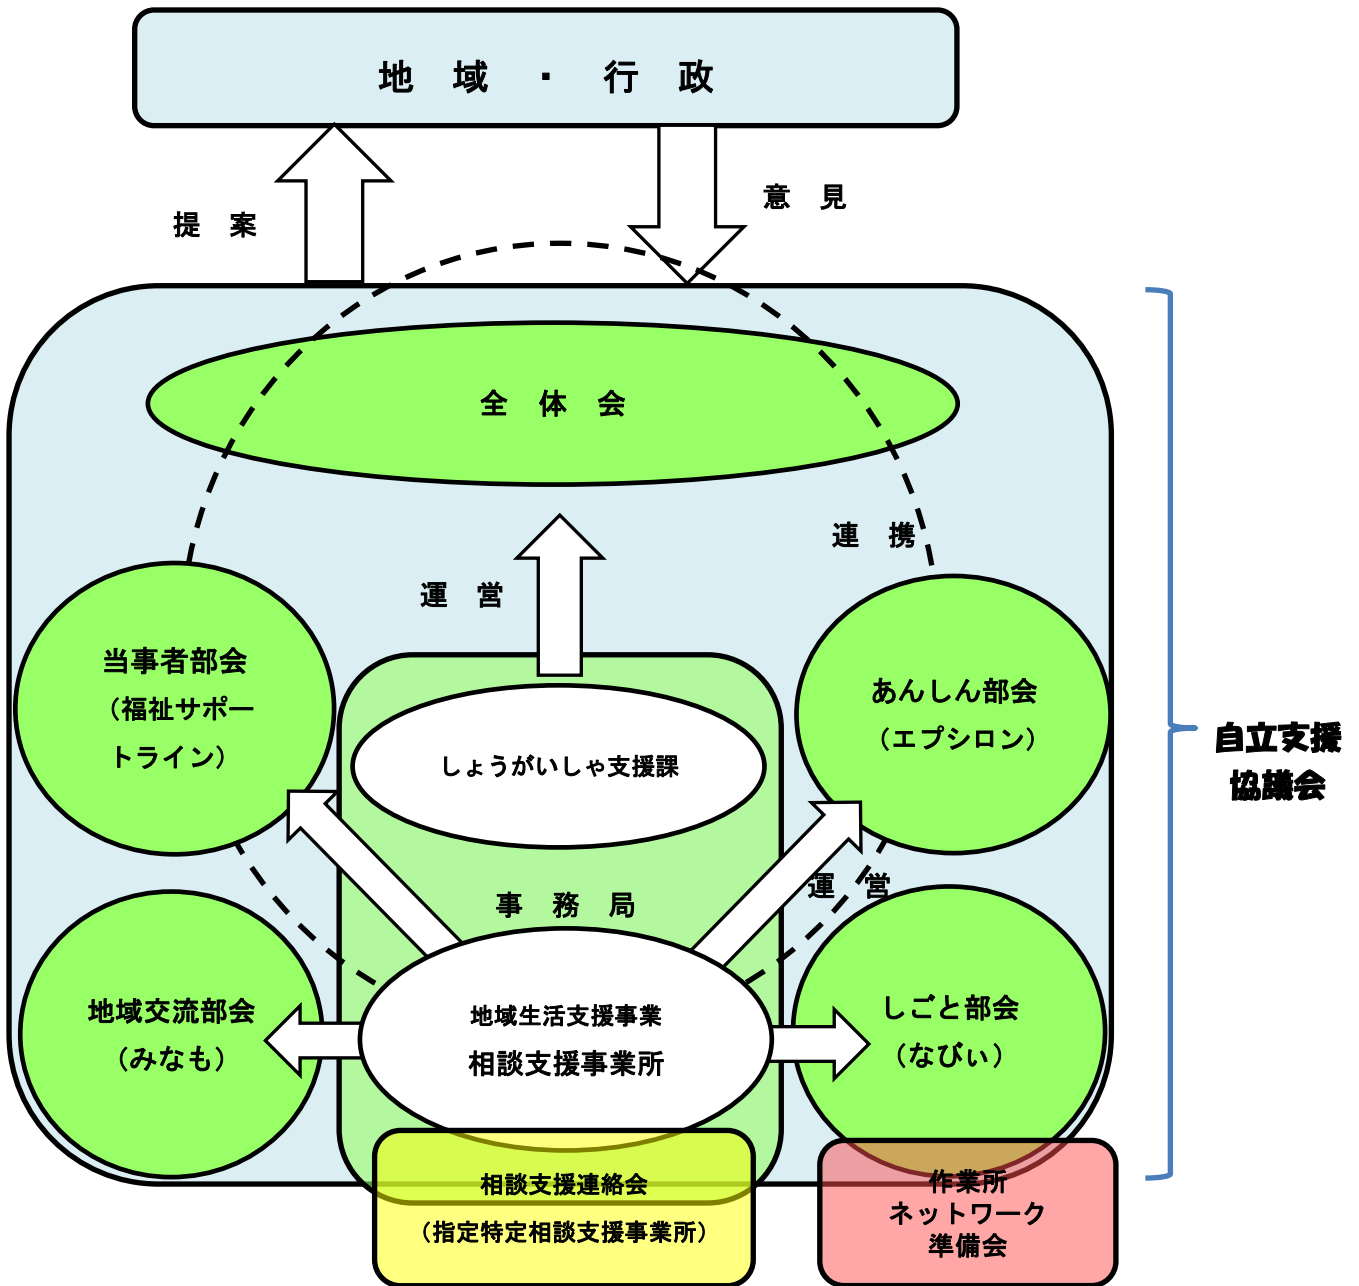 地　域　・　行　政
提　案
意　見
全　体　会
連　携
運　営
当事者部会
（福祉サポー
トライン）
あんしん部会
（エプシロン）
しょうがいしゃ支援課
自立支援
協議会
運　営
事　務　局
地域交流部会
（みなも）
地域生活支援事業
相談支援事業所
しごと部会
（なびぃ）
相談支援連絡会
（指定特定相談支援事業所）
作業所
ネットワーク
準備会